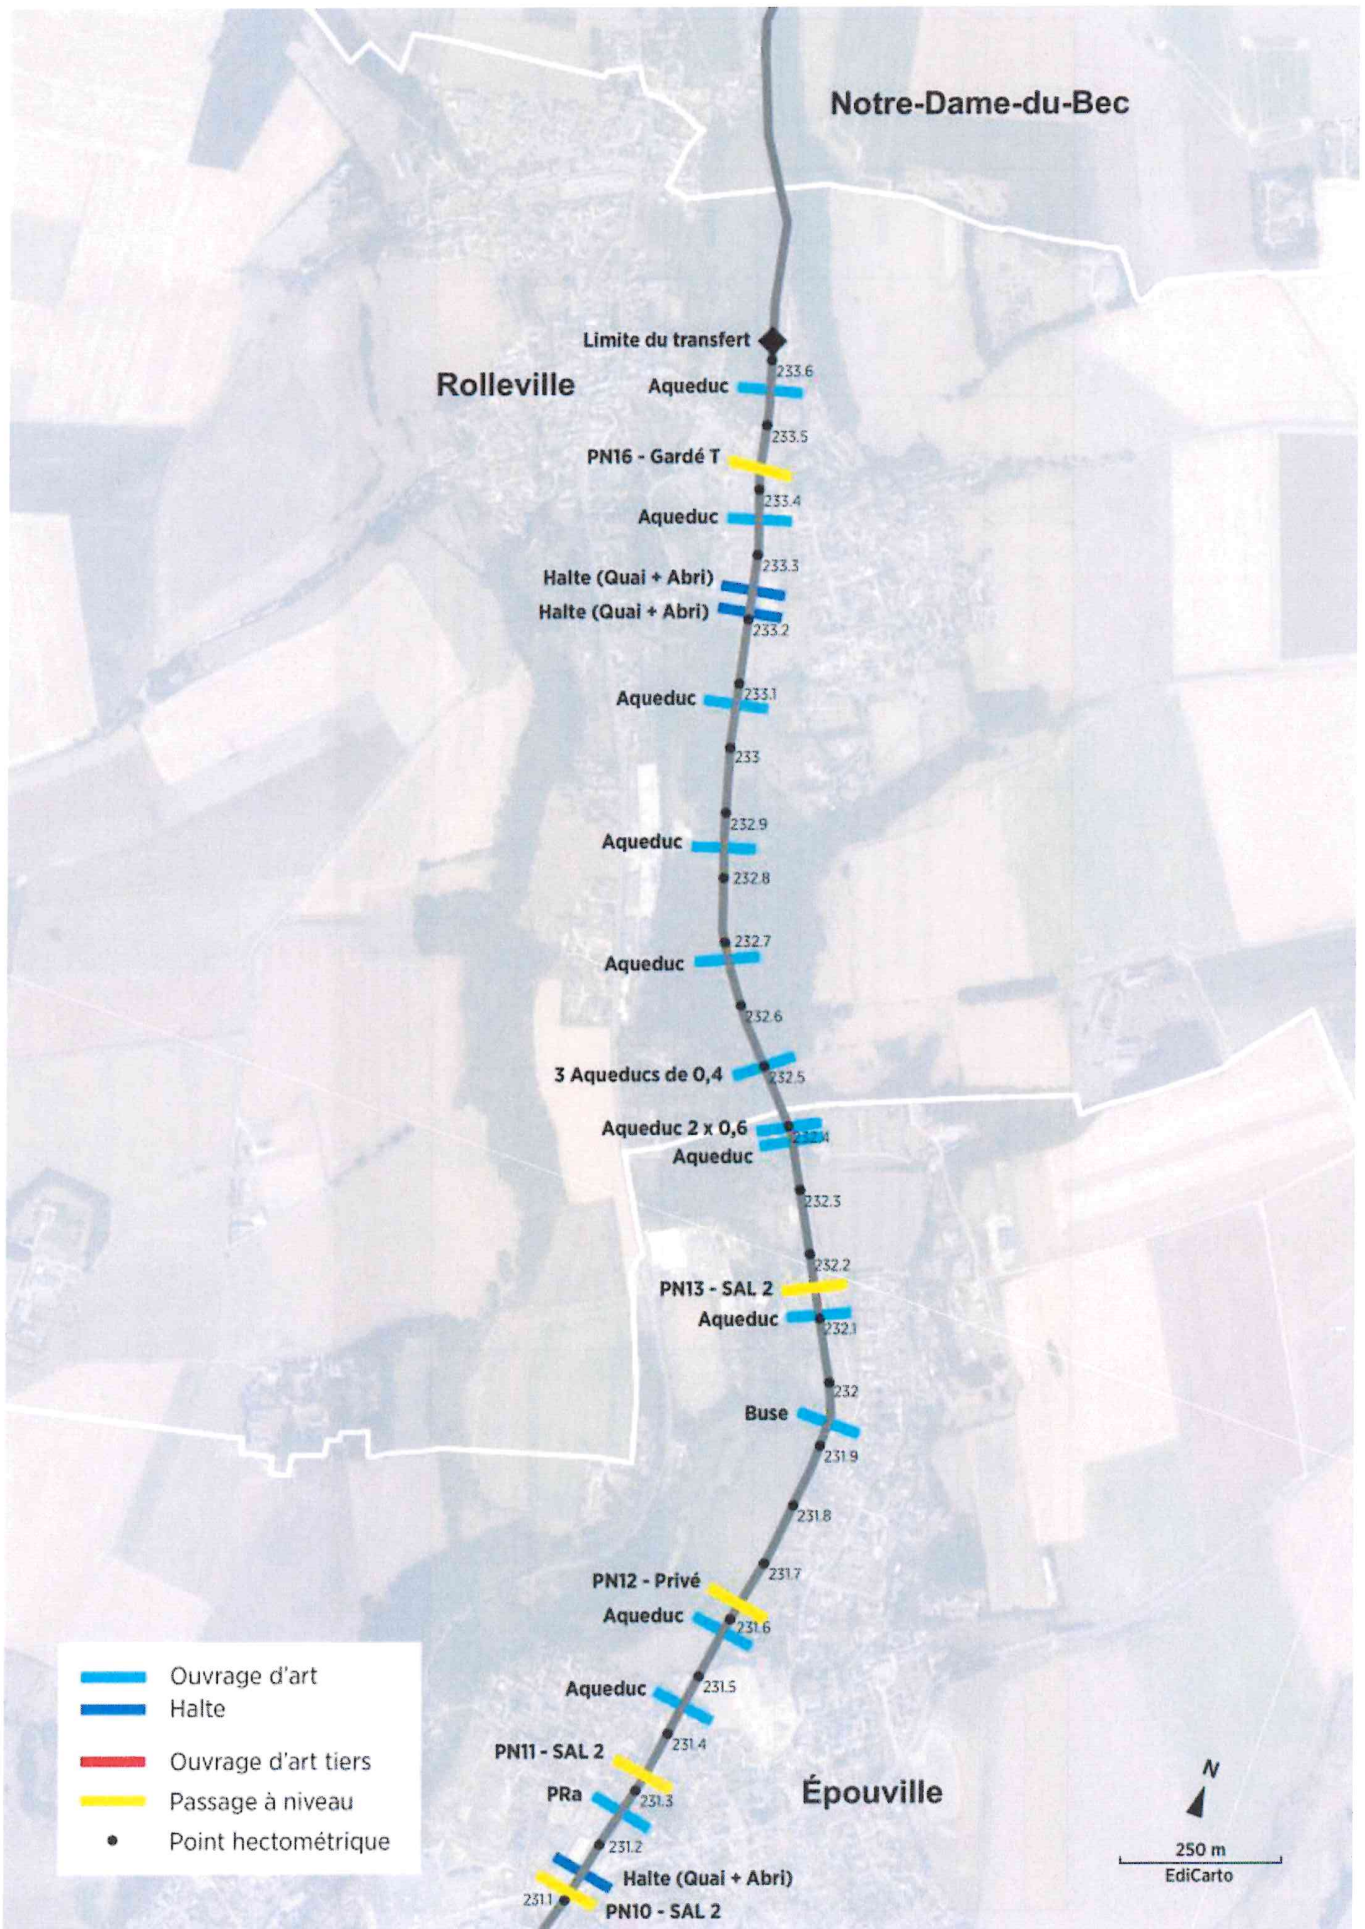 Notre-Dame-du-Bec
Limite du transfert
233.6
Rolleville
Aqueduc
233.5
PN16 - Gardé T
233.4
Aqueduc
233.3
Halte (Quai + Abri)
Halte (Quai + Abri)
233.2
233.1
Aqueduc
233
232.9
Aqueduc
232.8
232.7
Aqueduc
232.6
3 Aqueducs de 0,4
232.5
Aqueduc 2 x 0,6
232.4
Aqueduc
232.3
232.2
PN13 - SAL 2
Aqueduc
232.1
232
Buse
231.9
231.8
231.7
PN12 - Privé
Aqueduc
231.6
231.5
Aqueduc
231.4
PN11 - SAL 2
231.3
PRa
Épouville
231.2
Halte (Quai + Abri)
231.1
PN10 - SAL 2
Ouvrage d'art
Halte
Ouvrage d'art tiers
Passage à niveau
Point hectométrique
N
250 m
EdiCarto